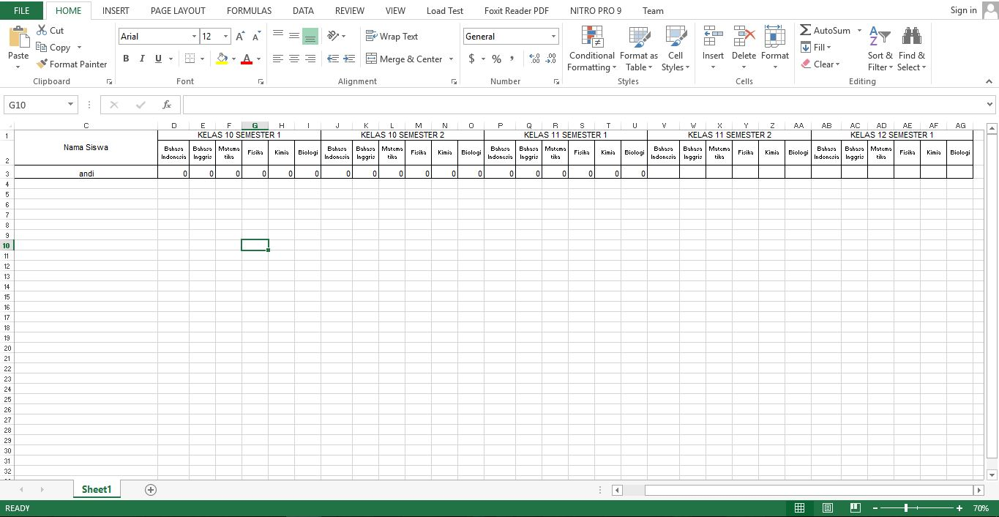 FILE HOME INSERT PAGE LAYOUT FORMULAS DATA REVIEW VIEW Load Test Foxit Reader PDF NITRO PRO 9 Team Sign in
Paste Cut Copy Format Painter Clipboard
Arial 12 A A B I U A Font
Wrap Text Merge & Center Alignment
General $ % , .00 .0 Number
Conditional Formatting Format as Table Cell Styles Styles
Insert Delete Format Cells
AutoSum Fill Clear Sort & Filter Find & Select Editing
G10 fx
C D E F G H I J K L M N O P Q R S T U V W X Y Z AA AB AC AD AE AF AG
1 KELAS 10 SEMESTER 1 KELAS 10 SEMESTER 2 KELAS 11 SEMESTER 1 KELAS 11 SEMESTER 2 KELAS 12 SEMESTER 1
Nama Siswa
2 Bahasa Indonesia Bahasa Inggris Matema tika Fisika Kimia Biologi Bahasa Indonesia Bahasa Inggris Matema tika Fisika Kimia Biologi Bahasa Indonesia Bahasa Inggris Matema tika Fisika Kimia Biologi Bahasa Indonesia Bahasa Inggris Matema tika Fisika Kimia Biologi Bahasa Indonesia Bahasa Inggris Matema tika Fisika Kimia Biologi
3 andi 0 0 0 0 0 0 0 0 0 0 0 0 0 0 0 0 0 0
4
5
6
7
8
9
10
11
12
13
14
15
16
17
18
19
20
21
22
23
24
25
26
27
28
29
30
31
32
Sheet1
READY 70%